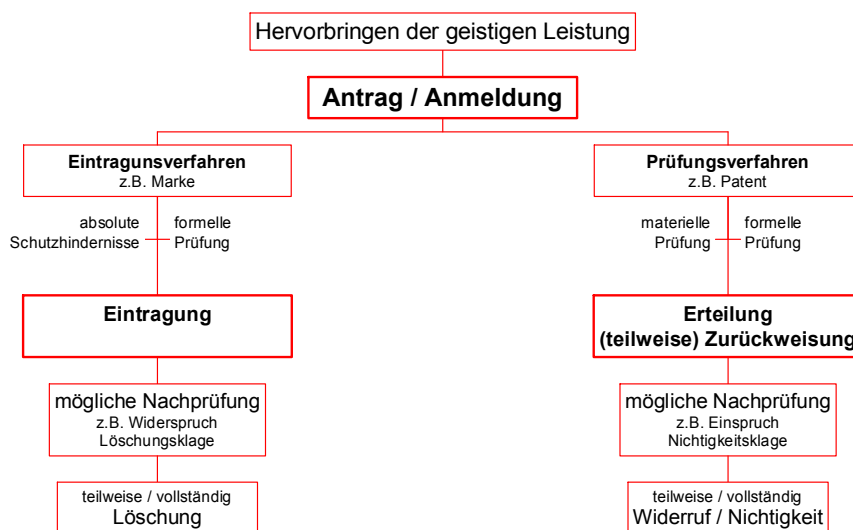 Hervorbringen der geistigen Leistung
Antrag / Anmeldung
Eintragunsverfahren
z.B. Marke
absolute
Schutzhindernisse
formelle
Prüfung
Eintragung
mögliche Nachprüfung
z.B. Widerspruch
Löschungsklage
teilweise / vollständig
Löschung
Prüfungsverfahren
z.B. Patent
materielle
Prüfung
formelle
Prüfung
Erteilung
(teilweise) Zurückweisung
mögliche Nachprüfung
z.B. Einspruch
Nichtigkeitsklage
teilweise / vollständig
Widerruf / Nichtigkeit